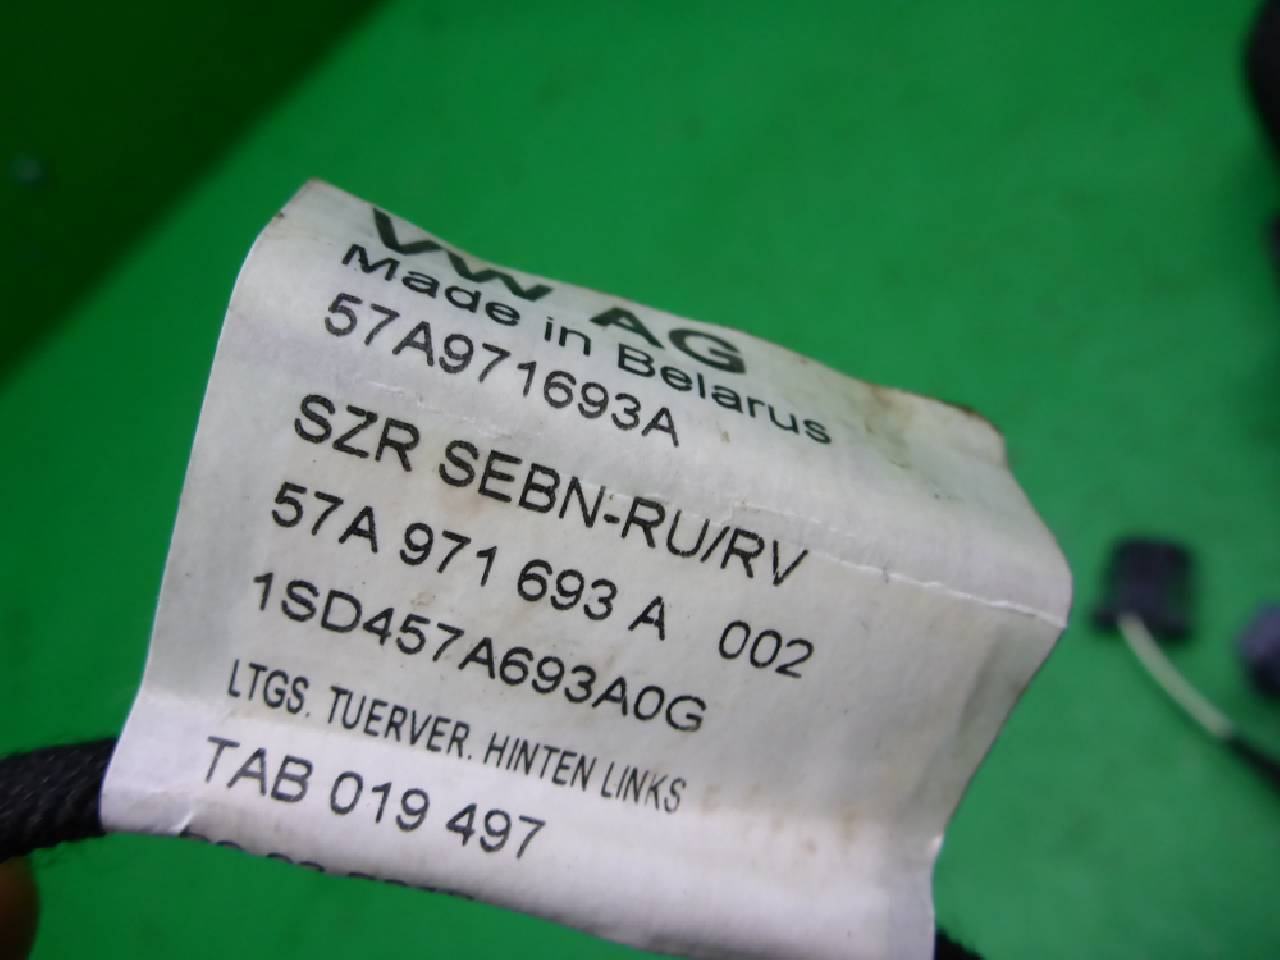 VW AG
Made in Belarus
57A971693A
SZR SEBN-RU/RV
57A 971 693 A 002
1SD457A693A0G
LTGS. TUERVER. HINTEN LINKS
TAB 019 497